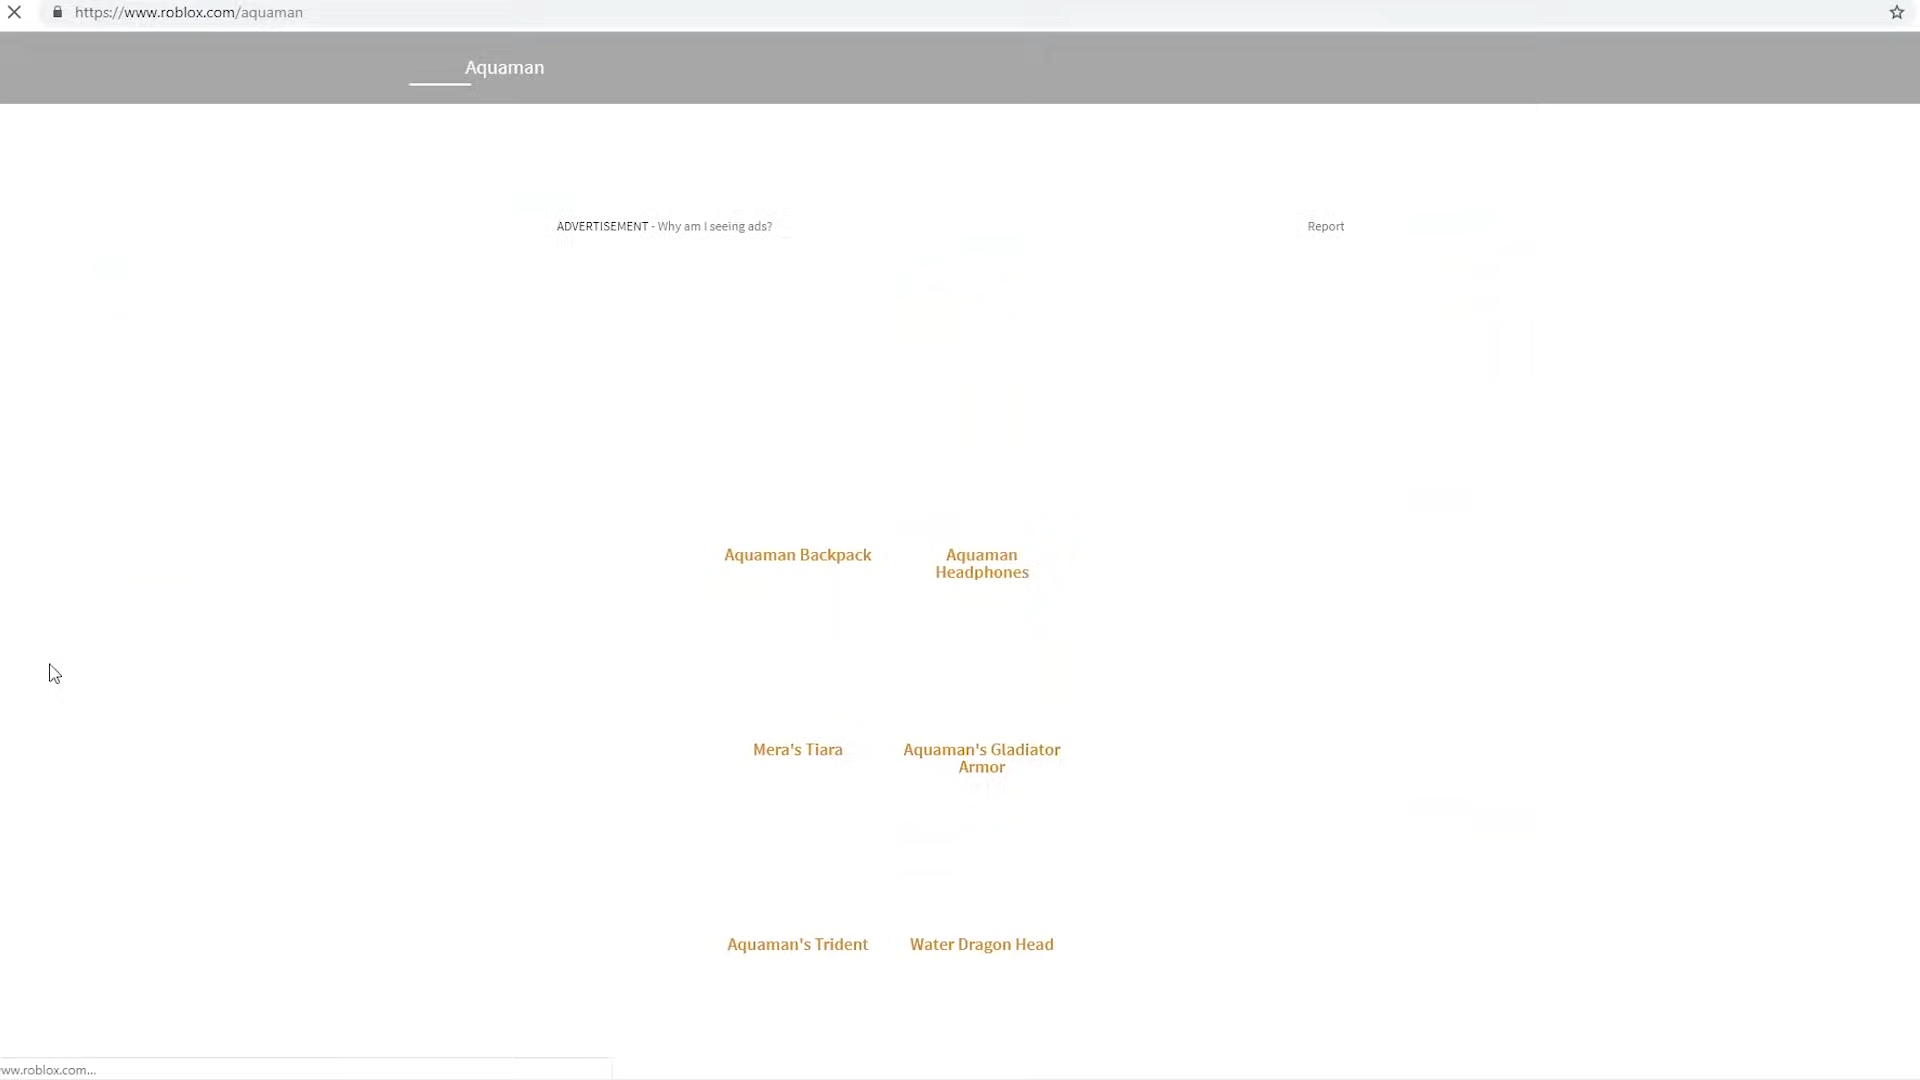 https://www.roblox.com/aquaman
Aquaman
ADVERTISEMENT - Why am I seeing ads?
Report
Aquaman Backpack
Aquaman
Headphones
Mera's Tiara
Aquaman's Gladiator
Armor
Aquaman's Trident
Water Dragon Head
ww.roblox.com...